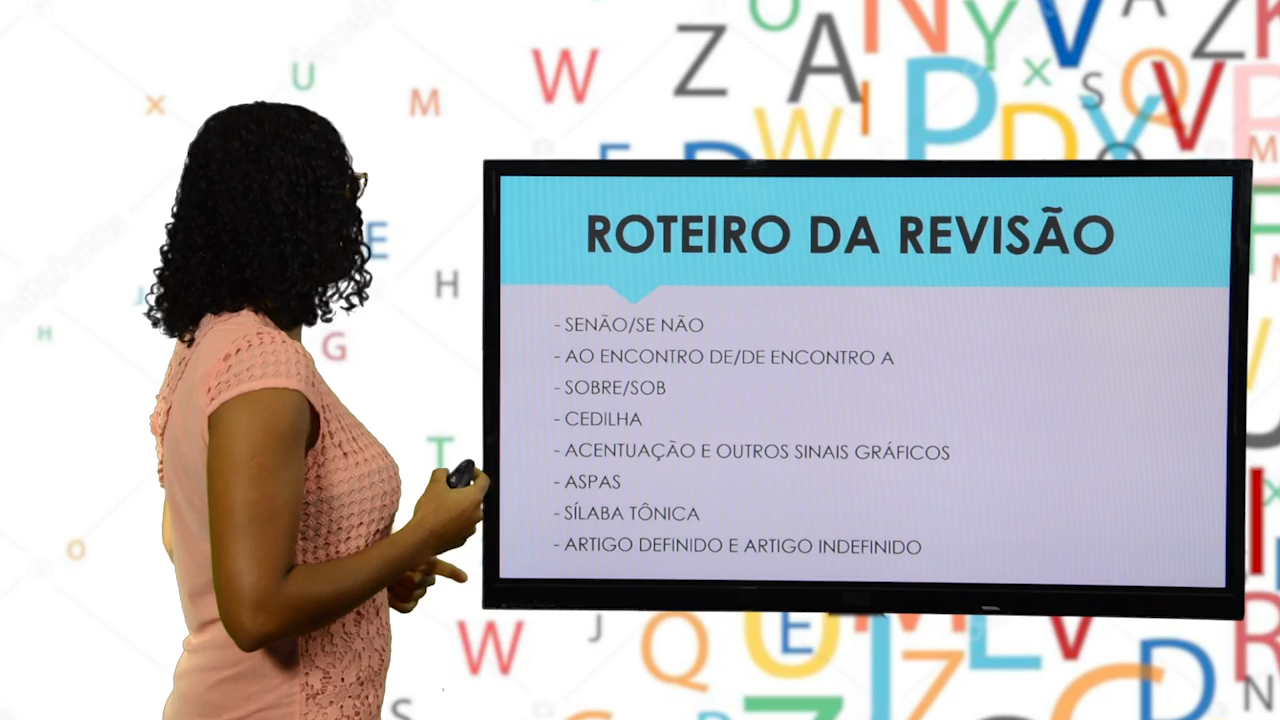 ROTEIRO DA REVISÃO
- SENÃO/SE NÃO
- AO ENCONTRO DE/DE ENCONTRO A
- SOBRE/SOB
- CEDILHA
- ACENTUAÇÃO E OUTROS SINAIS GRÁFICOS
- ASPAS
- SÍLABA TÔNICA
- ARTIGO DEFINIDO E ARTIGO INDEFINIDO